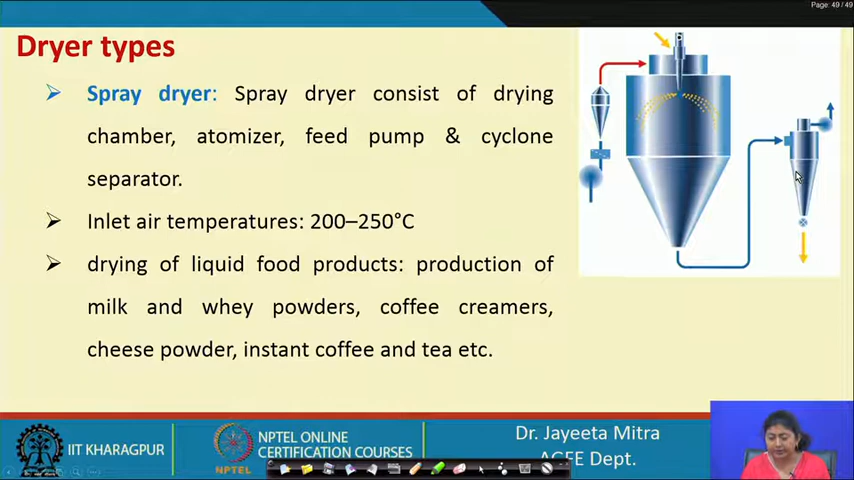 Page: 49 / 49
Dryer types
Spray dryer: Spray dryer consist of drying
chamber, atomizer, feed pump & cyclone
separator.
Inlet air temperatures: 200–250°C
drying of liquid food products: production of
milk and whey powders, coffee creamers,
cheese powder, instant coffee and tea etc.
IIT KHARAGPUR
NPTEL
NPTEL ONLINE
CERTIFICATION COURSES
Dr. Jayeeta Mitra
AGFE Dept.